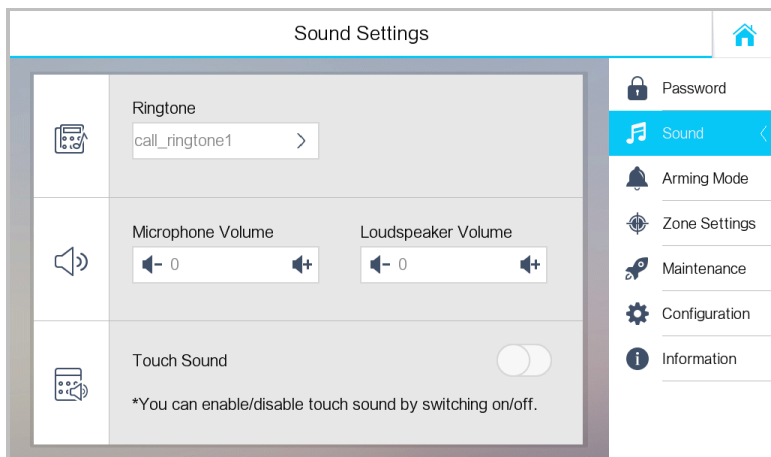 Sound Settings
Ringtone
call_ringtone1
Microphone Volume
0
Loudspeaker Volume
0
Touch Sound
*You can enable/disable touch sound by switching on/off.
Password
Sound
Arming Mode
Zone Settings
Maintenance
Configuration
Information